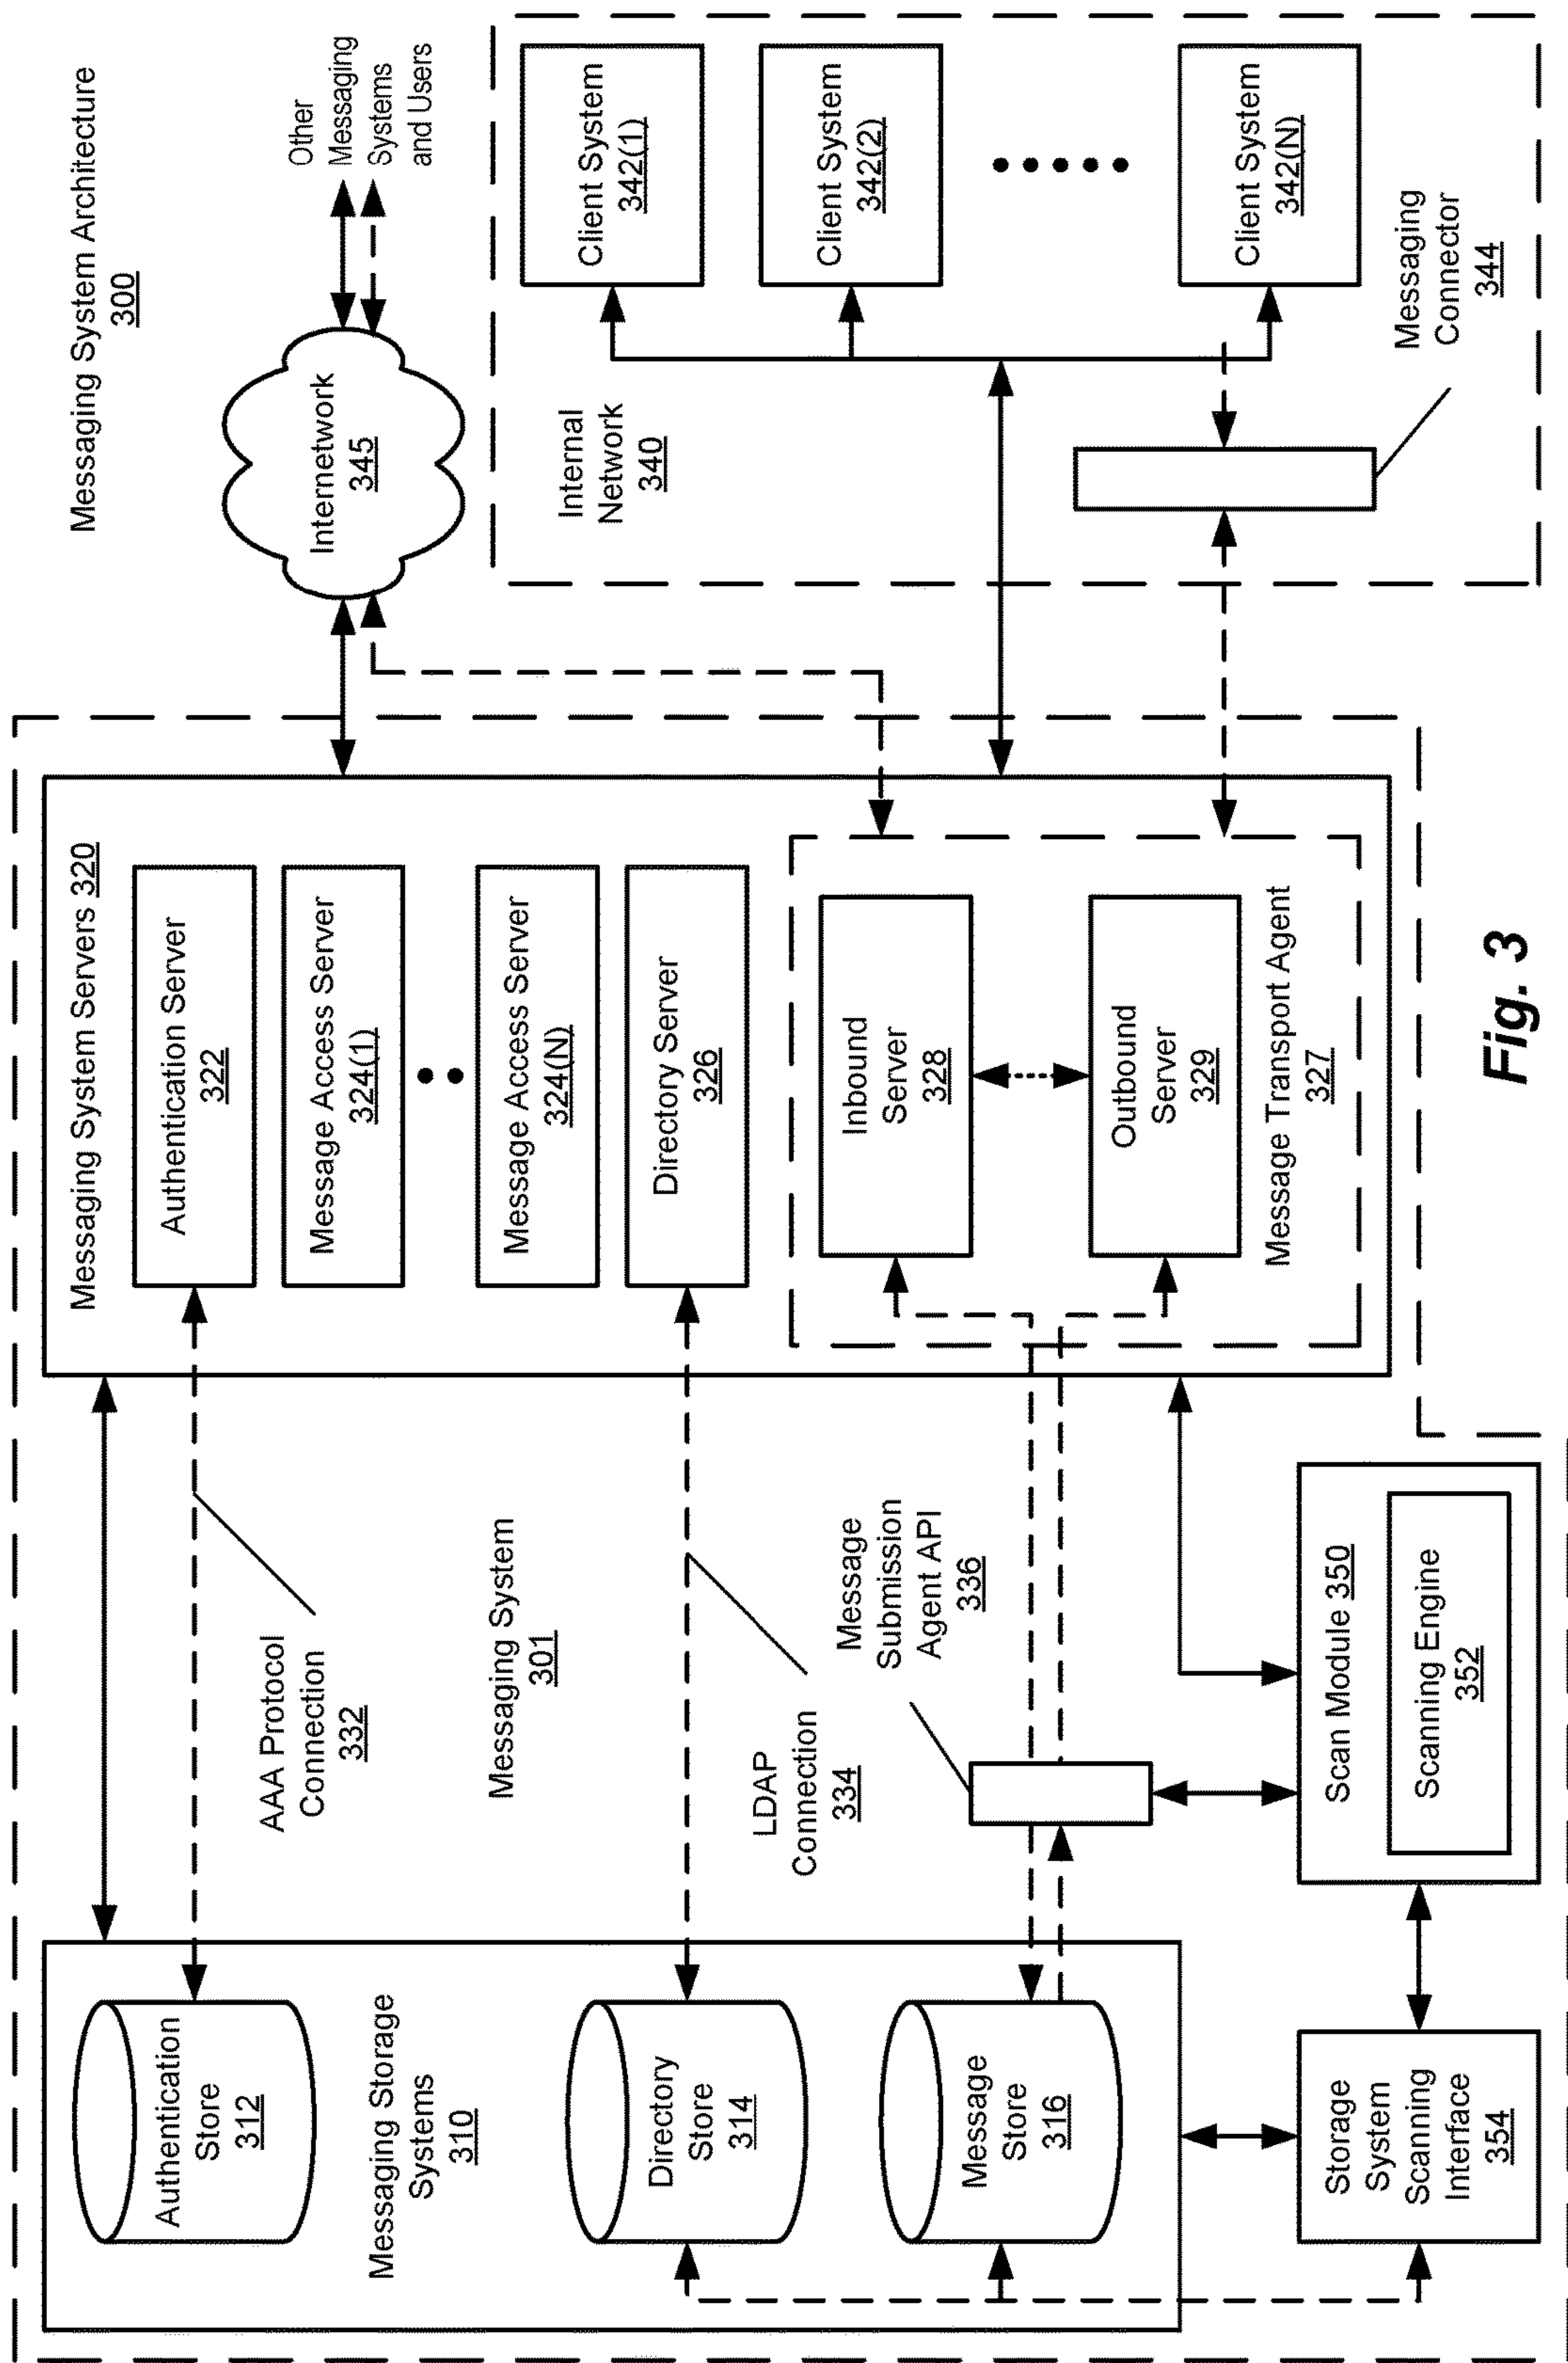 Messaging System Architecture
300
Messaging Storage
Systems
310
Authentication
Store
312
Directory
Store
314
Message
Store
316
Storage
System
Scanning
Interface
354
AAA Protocol
Connection
332
Messaging System
301
LDAP
Connection
334
Message
Submission
Agent API
336
Scan Module 350
Scanning Engine
352
Messaging System Servers 320
Authentication Server
322
Message Access Server
324(1)
Message Access Server
324(N)
Directory Server
326
Inbound
Server
328
Outbound
Server
329
Message Transport Agent
327
Internetwork
345
Other
Messaging
Systems
and Users
Internal
Network
340
Client System
342(1)
Client System
342(2)
Client System
342(N)
Messaging
Connector
344
Fig. 3